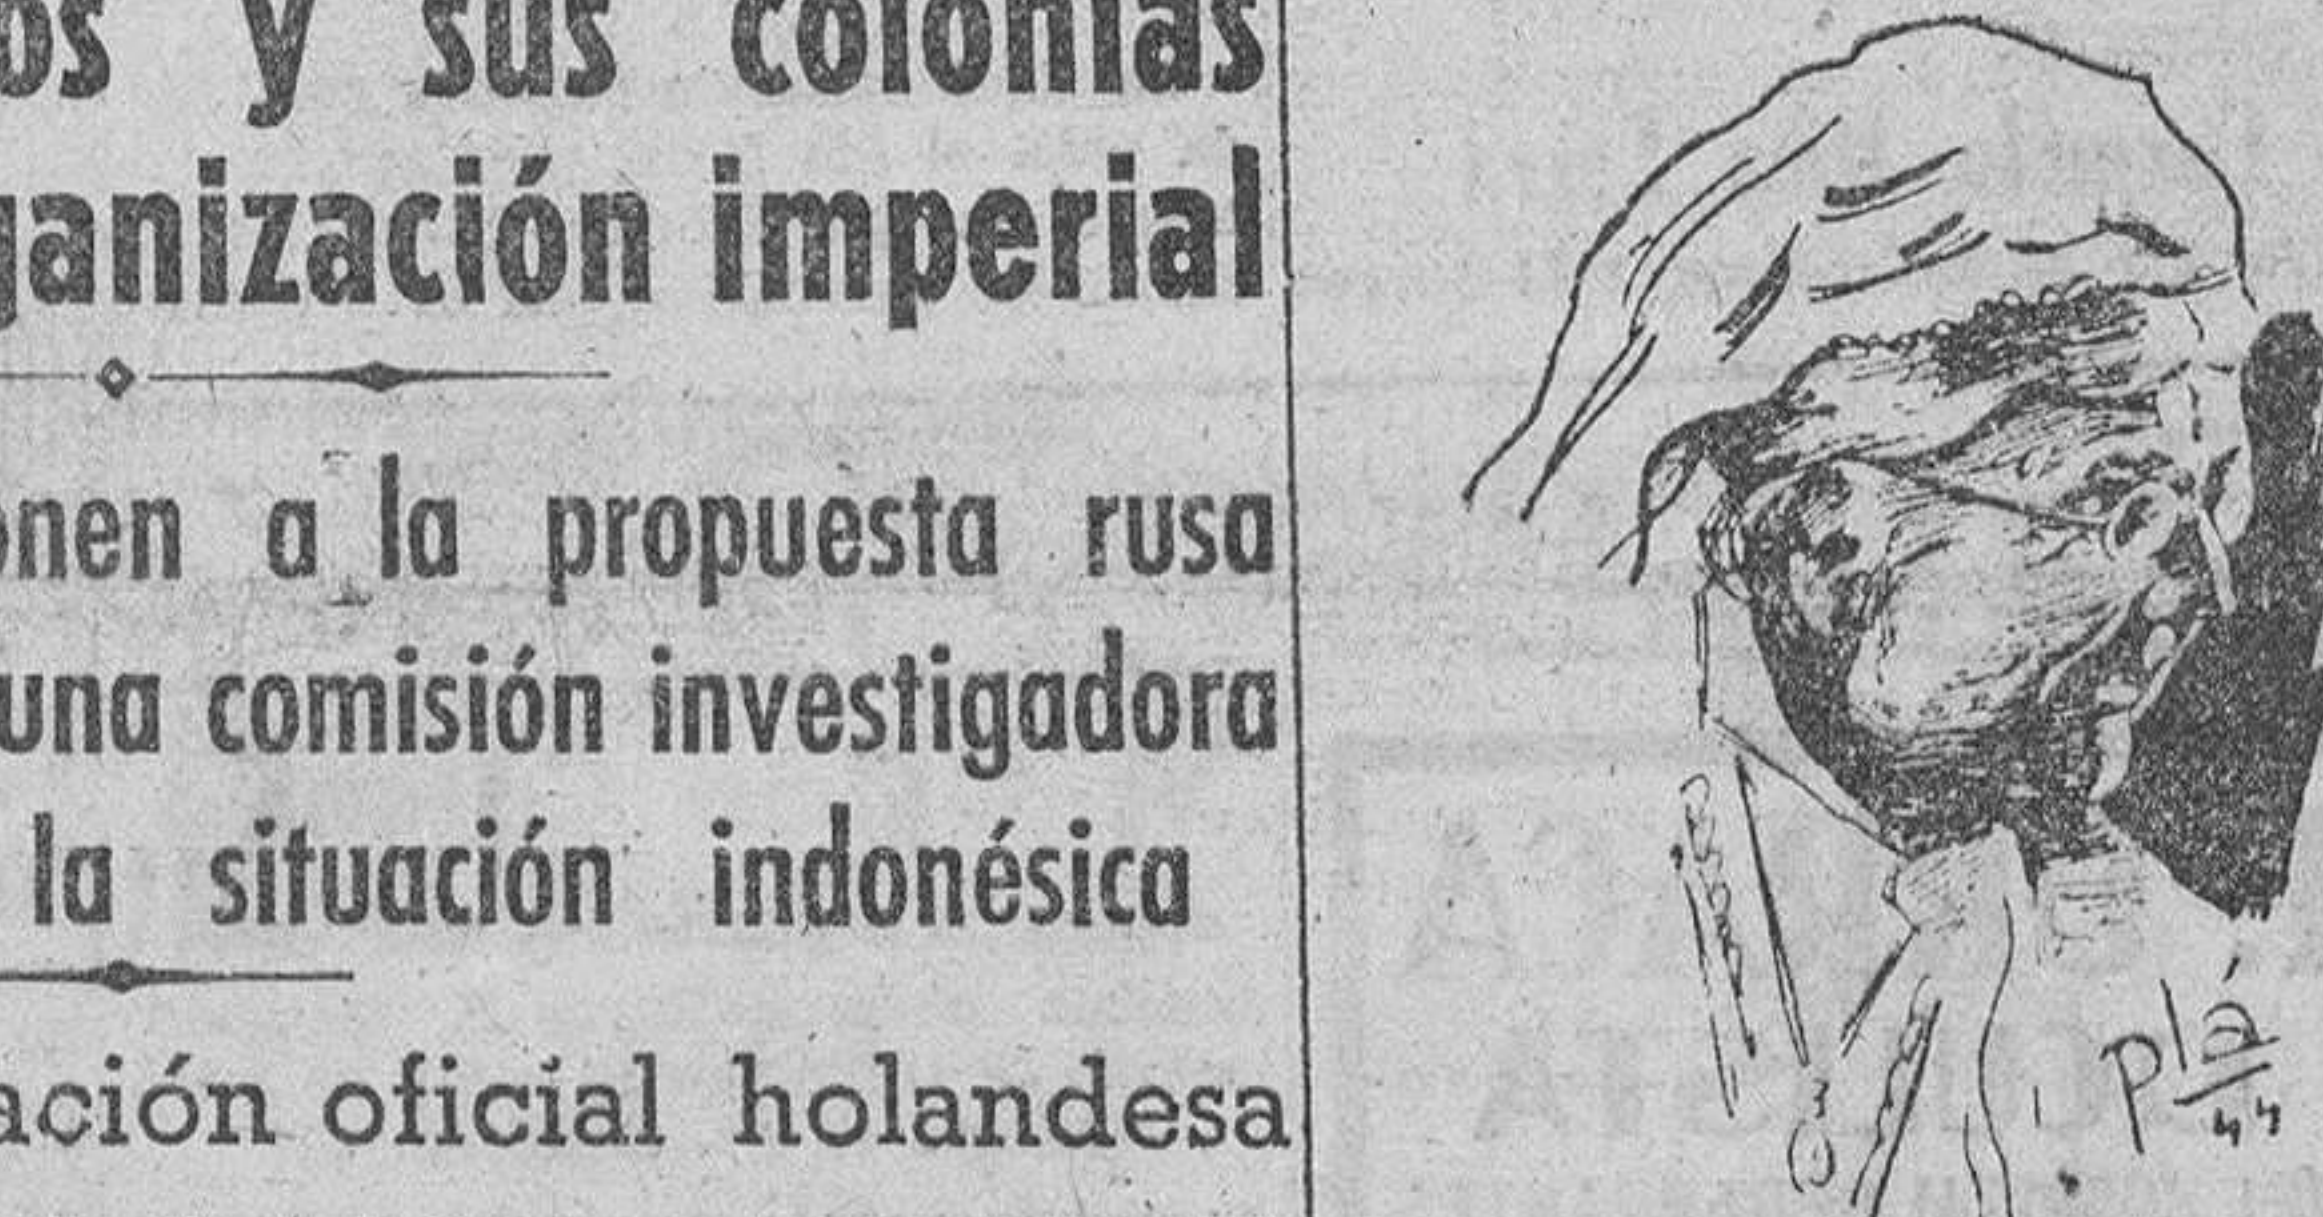 os y sus colonias
ganización imperial
onen a la propuesta rusa
una comisión investigadora
la situación indonésica
ación oficial holandesa
plá
44